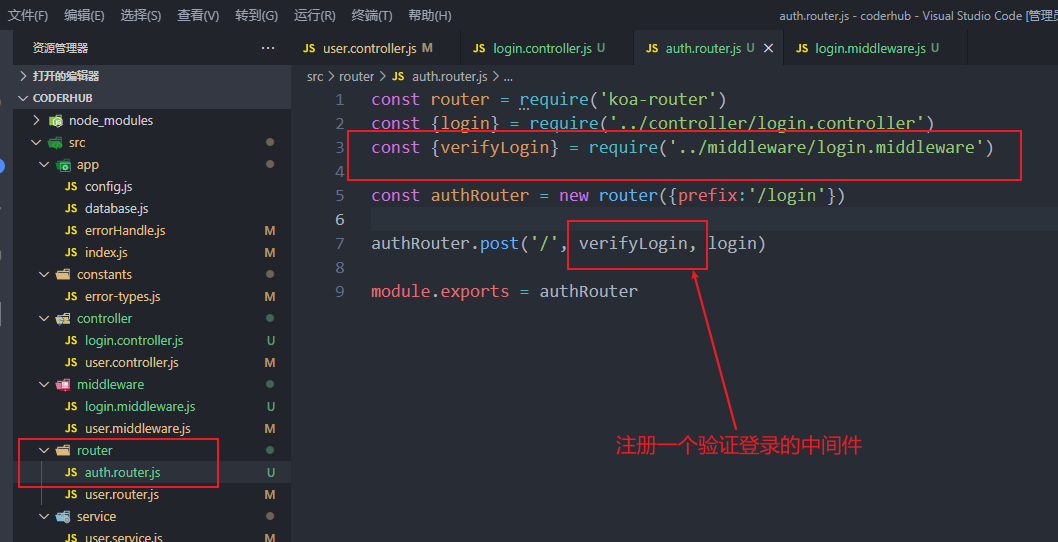 文件(F) 编辑(E) 选择(S) 查看(V) 转到(G) 运行(R) 终端(T) 帮助(H) auth.router.js - coderhub - Visual Studio Code [管理员
资源管理器 ...
打开的编辑器
CODERHUB
node_modules
src
app
JS config.js
JS database.js
JS errorHandle.js M
JS index.js M
constants
JS error-types.js M
controller
JS login.controller.js U
JS user.controller.js M
middleware
JS login.middleware.js U
JS user.middleware.js M
router
JS auth.router.js U
JS user.router.js M
service
JS user.service.js M
JS user.controller.js M JS login.controller.js U JS auth.router.js U × JS login.middleware.js U
src > router > JS auth.router.js > ...
1 const router = require('koa-router')
2 const {login} = require('../controller/login.controller')
3 const {verifyLogin} = require('../middleware/login.middleware')
4
5 const authRouter = new router({prefix:'/login'})
6
7 authRouter.post('/', verifyLogin, login)
8
9 module.exports = authRouter
注册一个验证登录的中间件